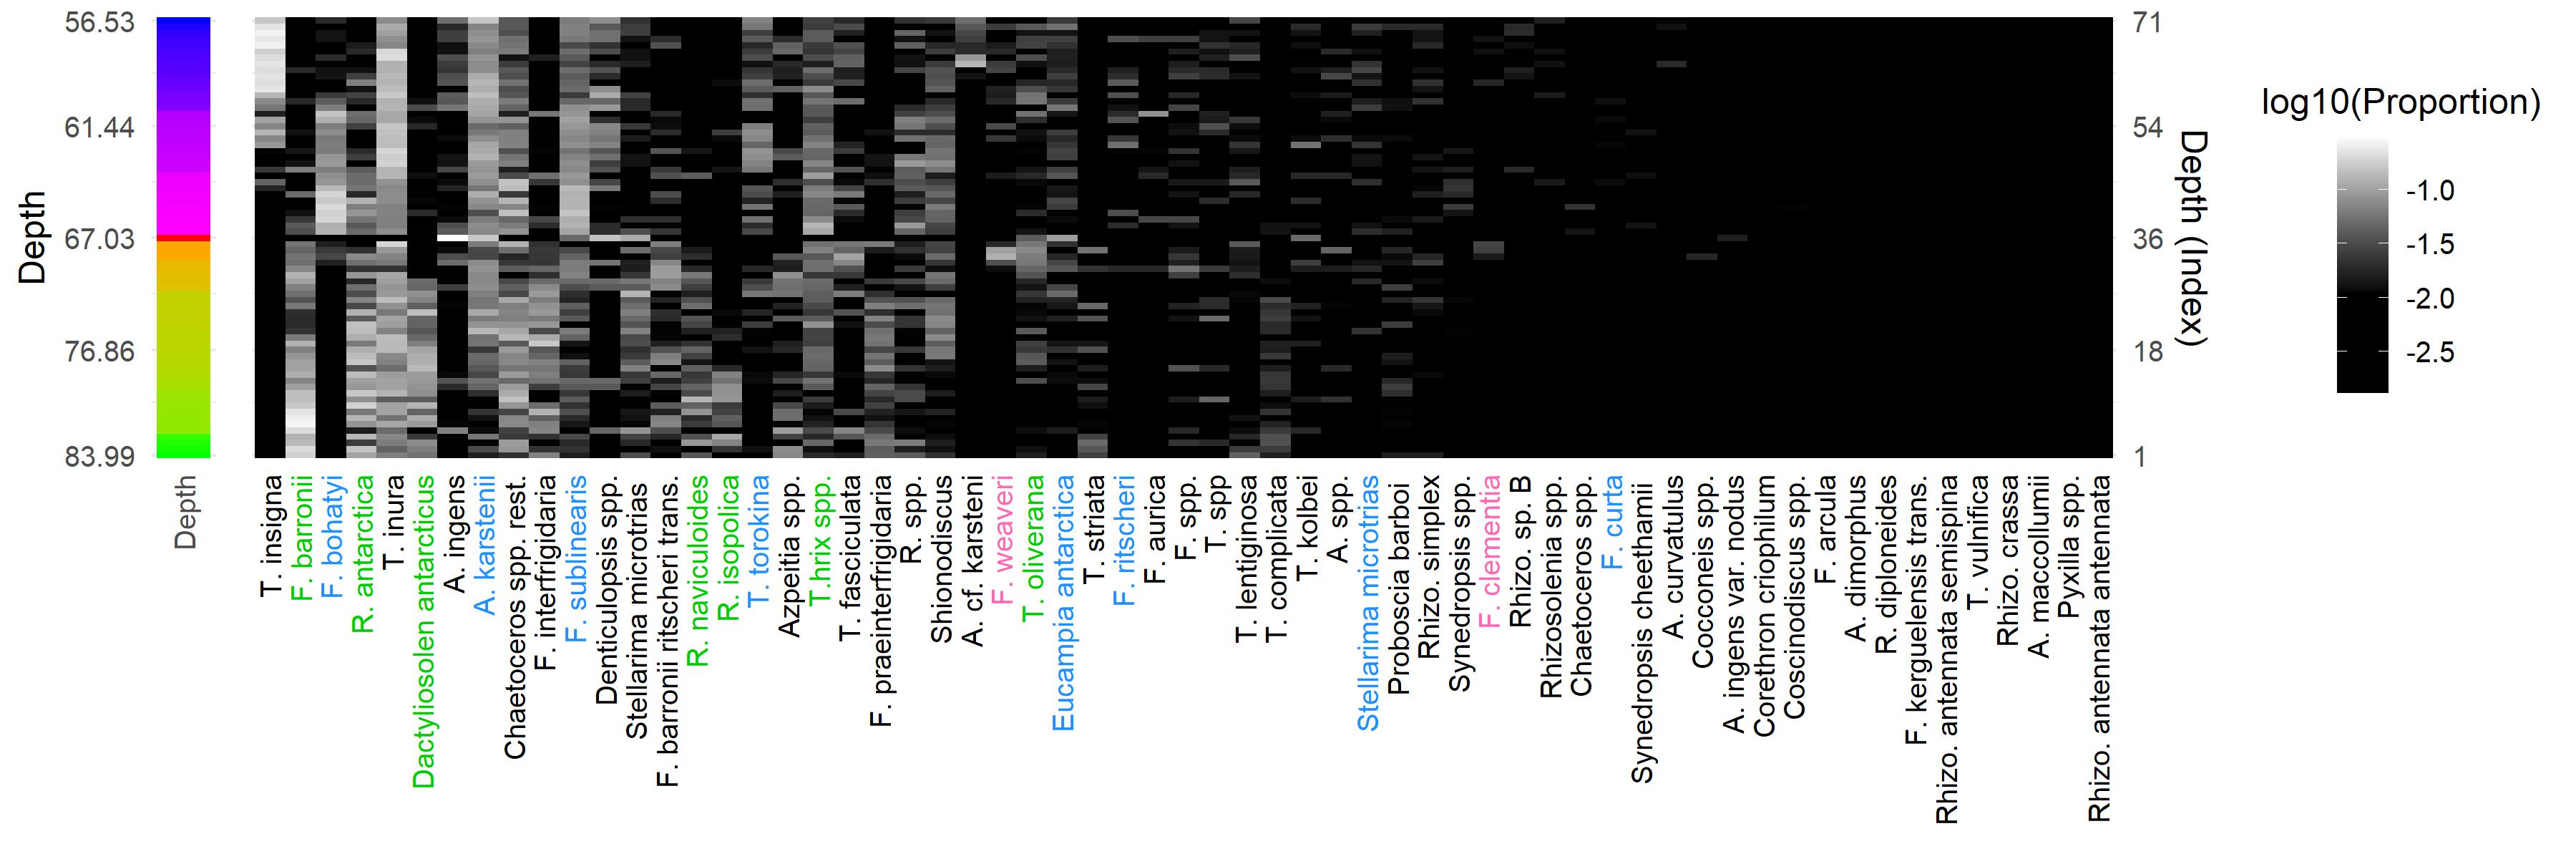 56.53
61.44
67.03
76.86
83.99
Depth
Depth
71
54
36
18
1
Depth (Index)
log10(Proportion)
-1.0
-1.5
-2.0
-2.5
T. insigna
F. barronii
F. bohatyi
R. antarctica
T. inura
Dactyliosolen antarcticus
A. ingens
A. karstenii
Chaetoceros spp. rest.
F. interfrigidaria
F. sublinearis
Denticulopsis spp.
Stellarima microtrias
F. barronii ritscheri trans.
R. naviculoides
R. isopolica
T. torokina
Azpeitia spp.
T.hrix spp.
T. fasciculata
F. praeinterfrigidaria
R. spp.
Shionodiscus
A. cf. karsteni
F. weaveri
T. oliverana
Eucampia antarctica
T. striata
F. ritscheri
F. aurica
F. spp.
T. spp
T. lentiginosa
T. complicata
T. kolbei
A. spp.
Stellarima microtrias
Proboscia barboi
Rhizo. simplex
Synedropsis spp.
F. clementia
Rhizo. sp. B
Rhizosolenia spp.
Chaetoceros spp.
F. curta
Synedropsis cheethamii
A. curvatulus
Cocconeis spp.
A. ingens var. nodus
Corethron criophilum
Coscinodiscus spp.
F. arcula
A. dimorphus
R. diploneides
F. kerguelensis trans.
Rhizo. antennata semispina
T. vulnifica
Rhizo. crassa
A. maccollumii
Pyxilla spp.
Rhizo. antennata antennata